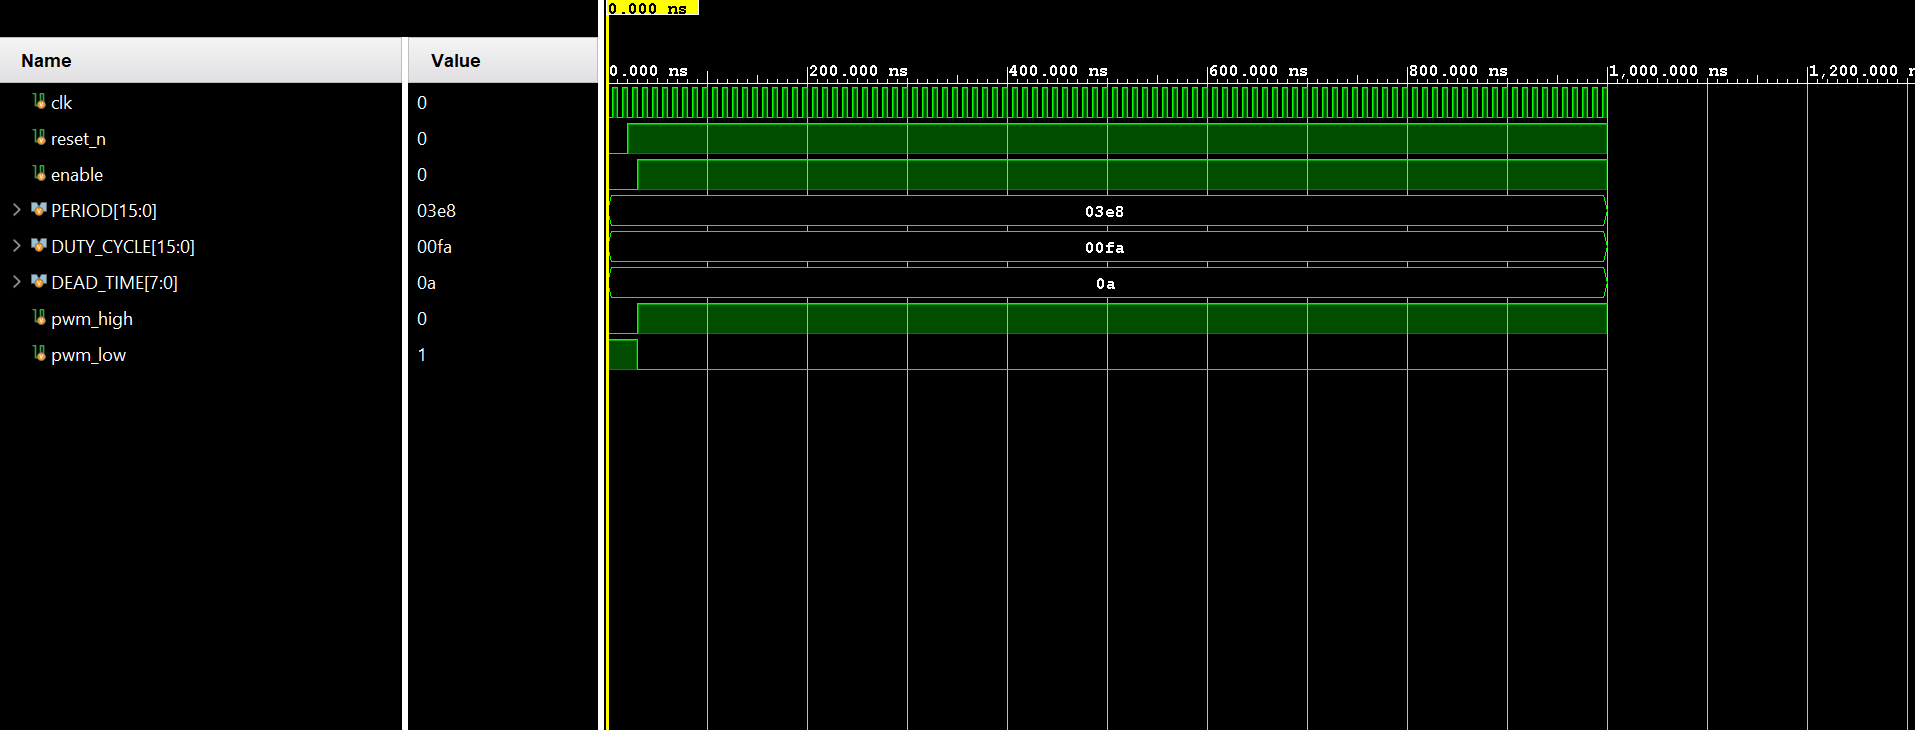 0.000 ns
Name Value
0.000 ns 200.000 ns 400.000 ns 600.000 ns 800.000 ns 1,000.000 ns 1,200.000 n
clk 0
reset_n 0
enable 0
PERIOD[15:0] 03e8 03e8
DUTY_CYCLE[15:0] 00fa 00fa
DEAD_TIME[7:0] 0a 0a
pwm_high 0
pwm_low 1